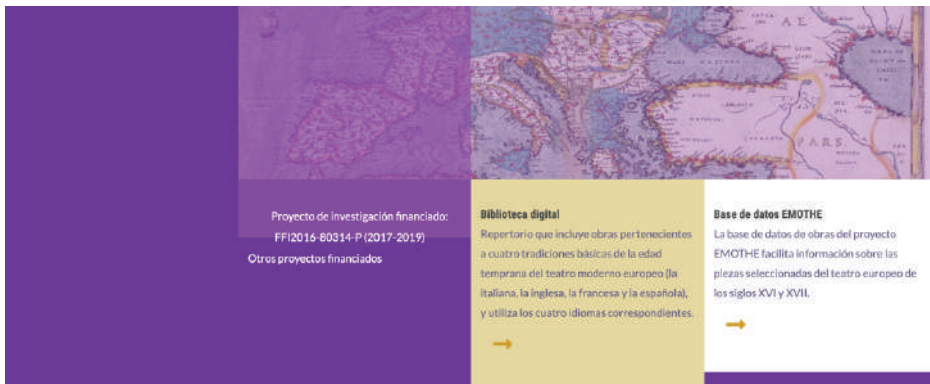 A E
MARE MAIVS
PARS
Proyecto de investigación financiado:
FFI2016-80314-P (2017-2019)
Otros proyectos financiados
Biblioteca digital
Repertorio que incluye obras pertenecientes
a cuatro tradiciones básicas de la edad
temprana del teatro moderno europeo (la
italiana, la inglesa, la francesa y la española),
y utiliza los cuatro idiomas correspondientes.
Base de datos EMOTHE
La base de datos de obras del proyecto
EMOTHE facilita información sobre las
piezas seleccionadas del teatro europeo de
los siglos XVI y XVII.